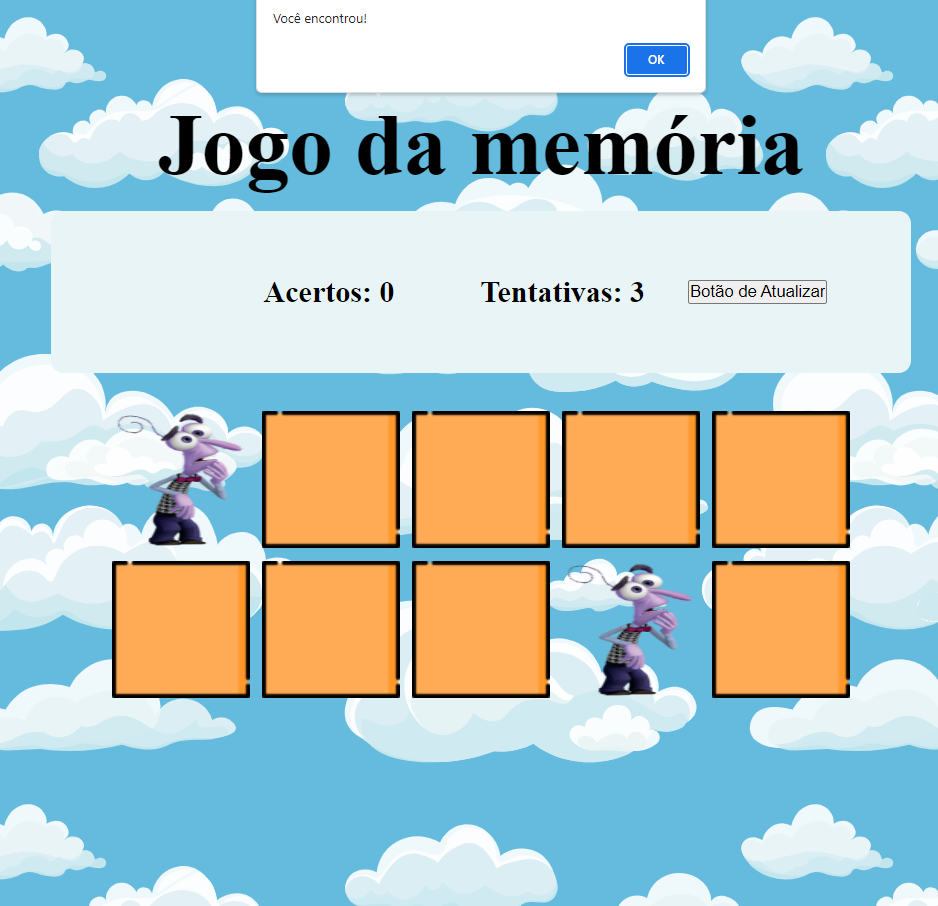 Você encontrou!
OK
Jogo da memória
Acertos: 0
Tentativas: 3
Botão de Atualizar